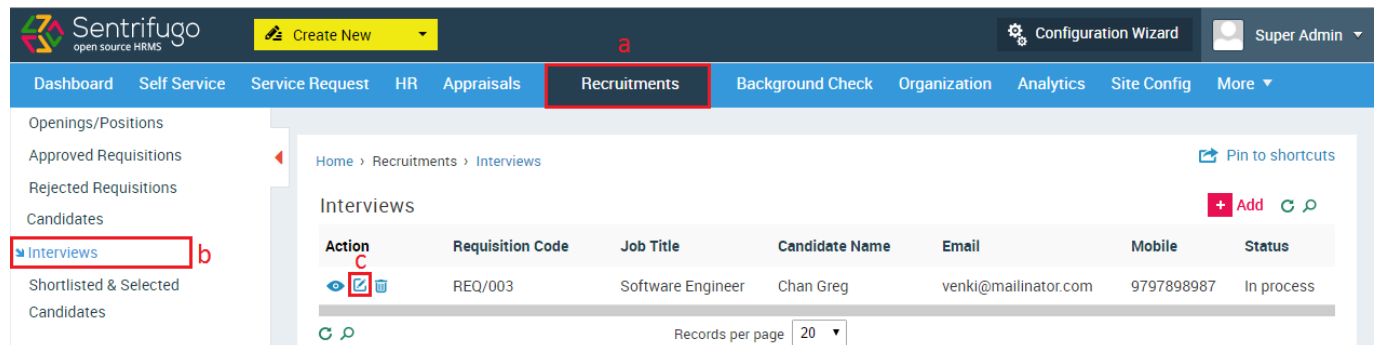 Sentrifugo
open source HRMS
Create New
a
Configuration Wizard
Super Admin
Dashboard Self Service Service Request HR Appraisals Recruitments Background Check Organization Analytics Site Config More
Openings/Positions
Approved Requisitions
Rejected Requisitions
Candidates
Interviews b
Shortlisted & Selected
Candidates
Home › Recruitments › Interviews
Pin to shortcuts
Interviews
+ Add
Action Requisition Code Job Title Candidate Name Email Mobile Status
c
REQ/003 Software Engineer Chan Greg venki@mailinator.com 9797898987 In process
Records per page 20